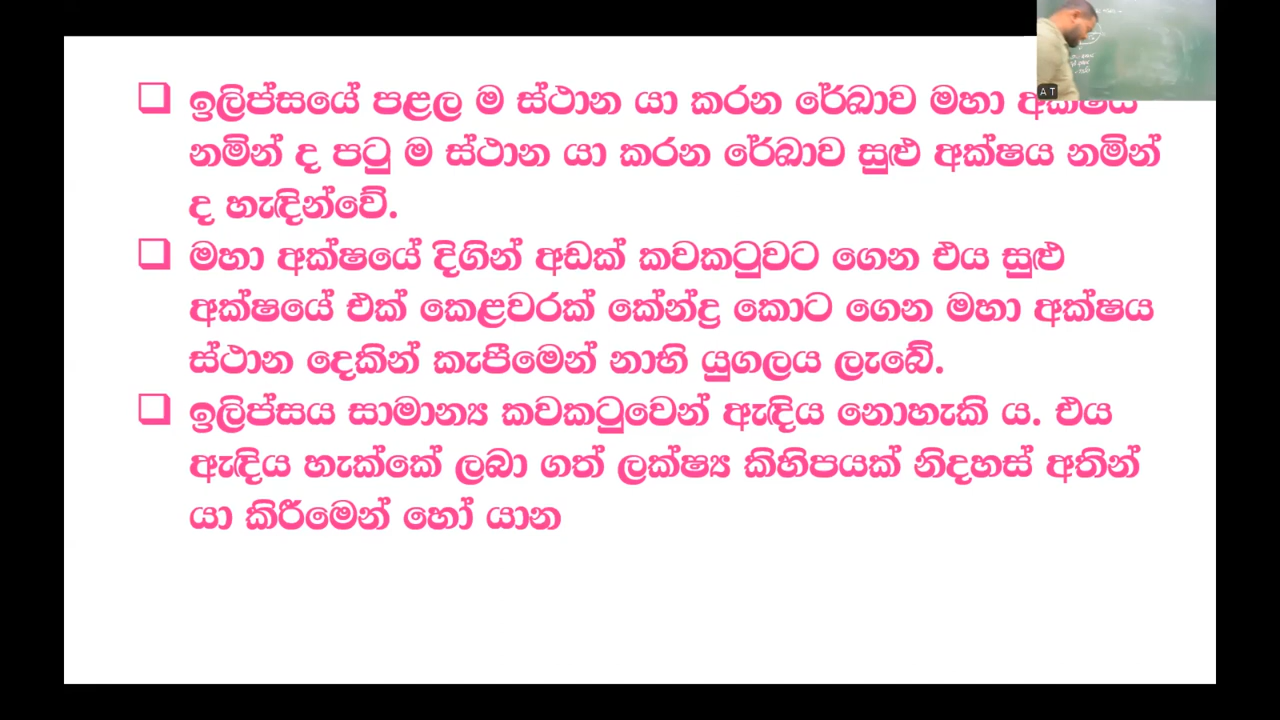 ඉලිප්සයේ පළල ම ස්ථාන යා කරන රේඛාව මහා අක්ෂය
නමින් ද පටු ම ස්ථාන යා කරන රේඛාව සුළු අක්ෂය නමින්
ද හැඳින්වේ.
මහා අක්ෂයේ දිගින් අඩක් කවකටුවට ගෙන එය සුළු
අක්ෂයේ එක් කෙළවරක් කේන්ද්‍ර කොට ගෙන මහා අක්ෂය
ස්ථාන දෙකින් කැපීමෙන් නාභි යුගලය ලැබේ.
ඉලිප්සය සාමාන්‍ය කවකටුවෙන් ඇඳිය නොහැකි ය. එය
ඇඳිය හැක්කේ ලබා ගත් ලක්ෂ්‍ය කිහිපයක් නිදහස් අතින්
යා කිරීමෙන් හෝ යාන
A T